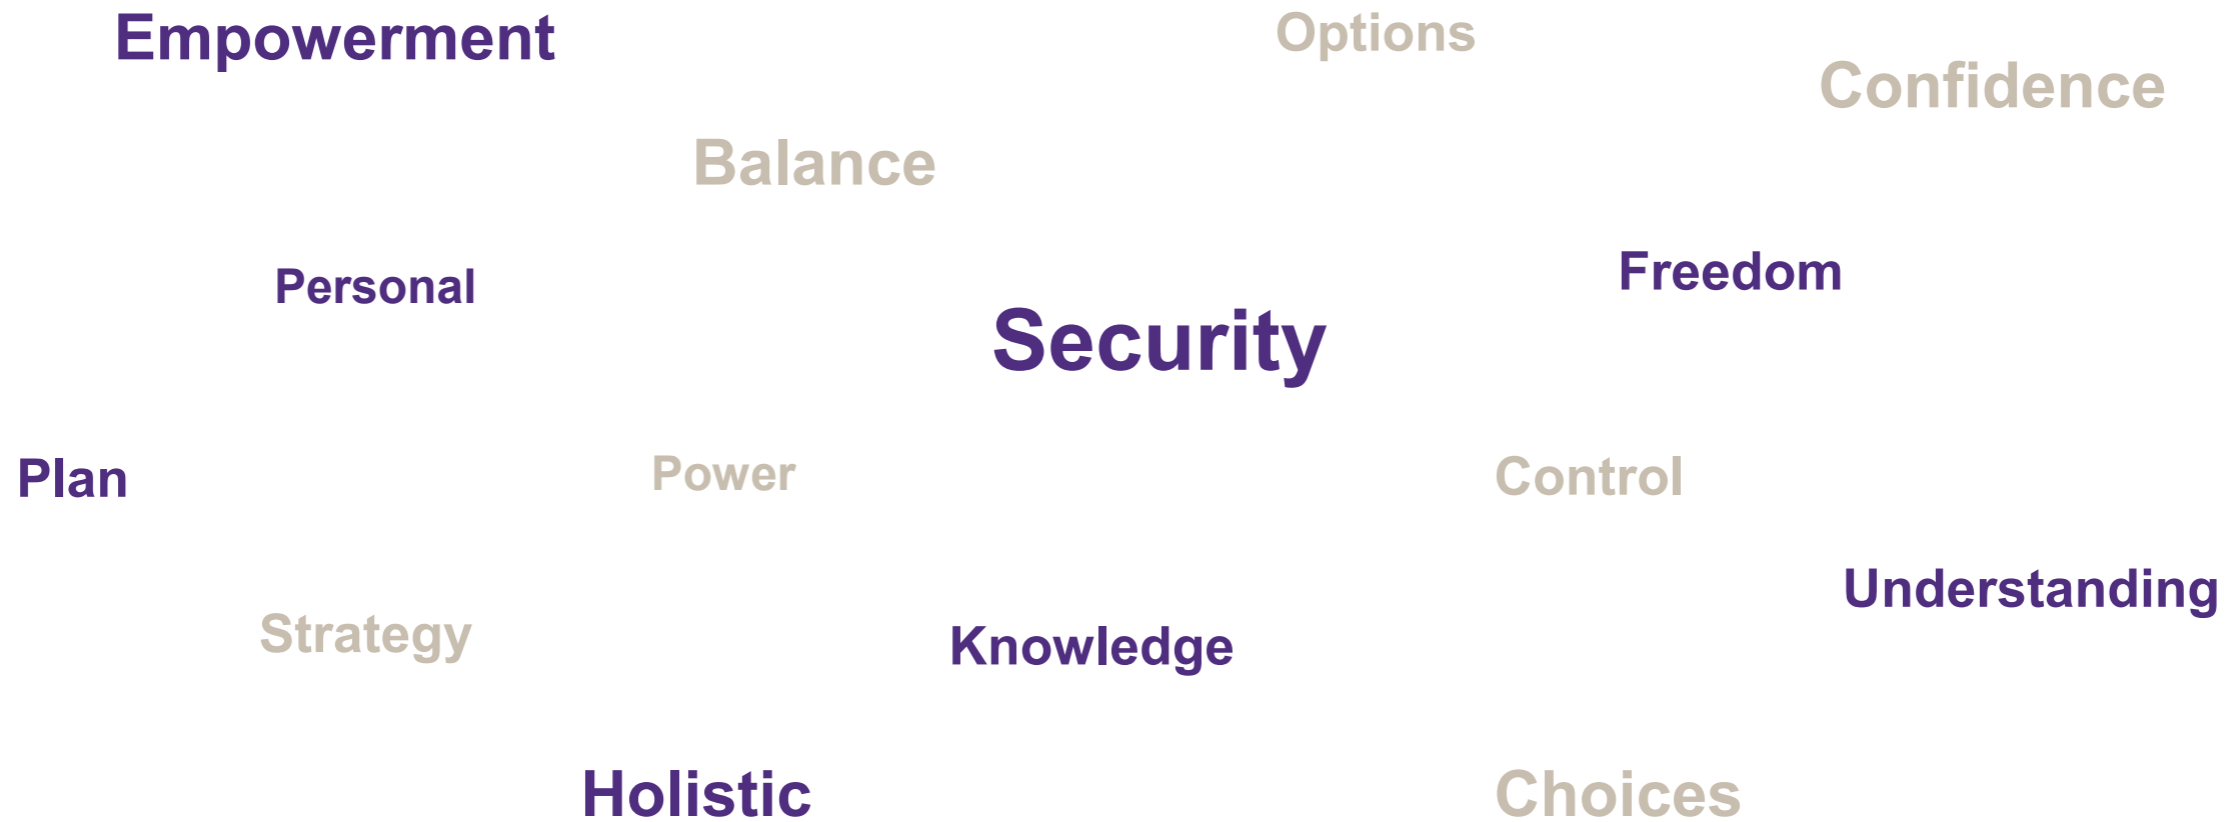 Empowerment
Options
Confidence
Balance
Personal
Freedom
Security
Plan
Power
Control
Understanding
Strategy
Knowledge
Holistic
Choices